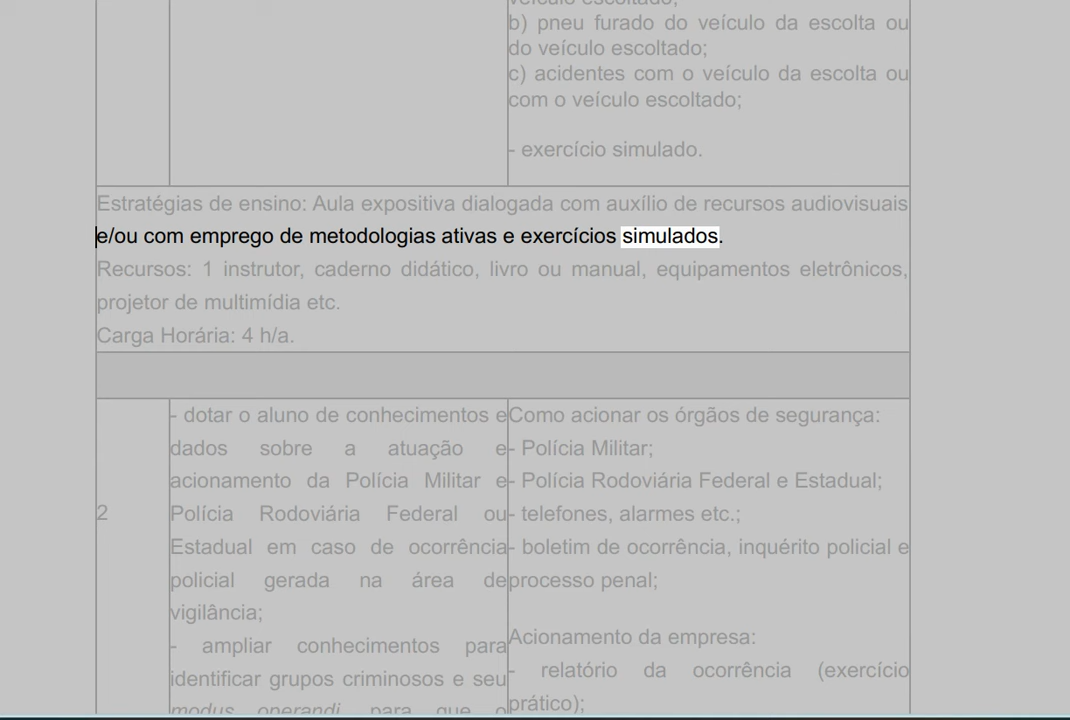 veículo escoltado;
b) pneu furado do veículo da escolta ou
do veículo escoltado;
c) acidentes com o veículo da escolta ou
com o veículo escoltado;
- exercício simulado.
Estratégias de ensino: Aula expositiva dialogada com auxílio de recursos audiovisuais
e/ou com emprego de metodologias ativas e exercícios simulados.
Recursos: 1 instrutor, caderno didático, livro ou manual, equipamentos eletrônicos,
projetor de multimídia etc.
Carga Horária: 4 h/a.
2
- dotar o aluno de conhecimentos e
dados sobre a atuação e
acionamento da Polícia Militar e
Polícia Rodoviária Federal ou
Estadual em caso de ocorrência
policial gerada na área de
vigilância;
- ampliar conhecimentos para
identificar grupos criminosos e seu
modus operandi, para que o
Como acionar os órgãos de segurança:
- Polícia Militar;
- Polícia Rodoviária Federal e Estadual;
- telefones, alarmes etc.;
- boletim de ocorrência, inquérito policial e
processo penal;
Acionamento da empresa:
- relatório da ocorrência (exercício
prático);